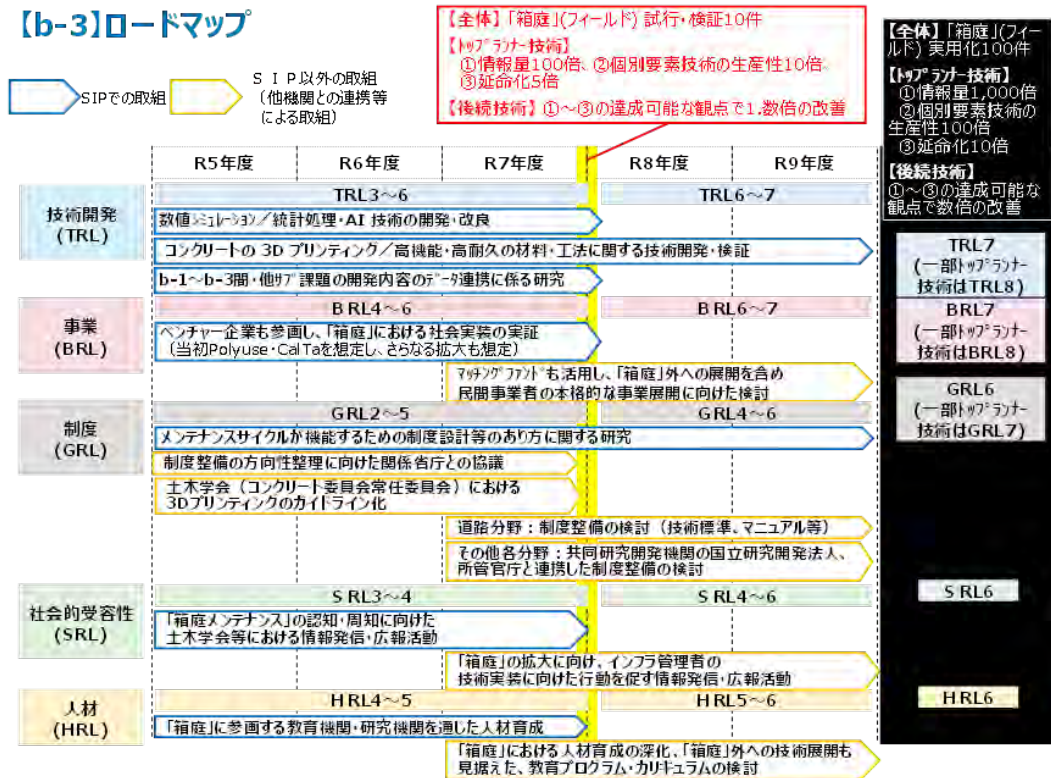 【b-3】ロードマップ
SIPでの取組
ＳＩＰ以外の取組
（他機関との連携等
による取組）
【全体】「箱庭」(フィールド) 試行・検証10件
【トップランナー技術】
①情報量100倍、②個別要素技術の生産性10倍
③延命化5倍
【後続技術】①～③の達成可能な観点で1.数倍の改善
【全体】「箱庭」(フィー
ルド) 実用化100件
【トップランナー技術】
①情報量1,000倍
②個別要素技術の
生産性100倍
③延命化10倍
【後続技術】
①～③の達成可能な
観点で数倍の改善
R5年度
R6年度
R7年度
R8年度
R9年度
技術開発
(TRL)
TRL3～6
TRL6～7
数値シミュレーション／統計処理・AI 技術の開発・改良
コンクリートの 3D プリンティング／高機能・高耐久の材料・工法に関する技術開発・検証
b-1～b-3間・他サブ課題の開発内容のデータ連携に係る研究
TRL7
(一部トップランナー
技術はTRL8)
事業
(BRL)
BRL4～6
BRL6～7
ベンチャー企業も参画し、「箱庭」における社会実装の実証
（当初Polyuse・CalTaを想定し、さらなる拡大も想定）
マッチングファンドも活用し、「箱庭」外への展開を含め
民間事業者の本格的な事業展開に向けた検討
BRL7
(一部トップランナー
技術はBRL8)
制度
(GRL)
GRL2～5
GRL4～6
メンテナンスサイクルが機能するための制度設計等のあり方に関する研究
制度整備の方向性整理に向けた関係省庁との協議
土木学会（コンクリート委員会常任委員会）における
3Dプリンティングのガイドライン化
道路分野：制度整備の検討（技術標準、マニュアル等）
その他各分野：共同研究開発機関の国立研究開発法人、
所管官庁と連携した制度整備の検討
GRL6
(一部トップランナー
技術はGRL7)
社会的受容性
(SRL)
SRL3～4
SRL4～6
「箱庭メンテナンス」の認知・周知に向けた
土木学会等における情報発信・広報活動
「箱庭」の拡大に向け、インフラ管理者の
技術実装に向けた行動を促す情報発信・広報活動
SRL6
人材
(HRL)
HRL4～5
HRL5～6
「箱庭」に参画する教育機関・研究機関を通した人材育成
「箱庭」における人材育成の深化、「箱庭」外への技術展開も
見据えた、教育プログラム・カリキュラムの検討
HRL6